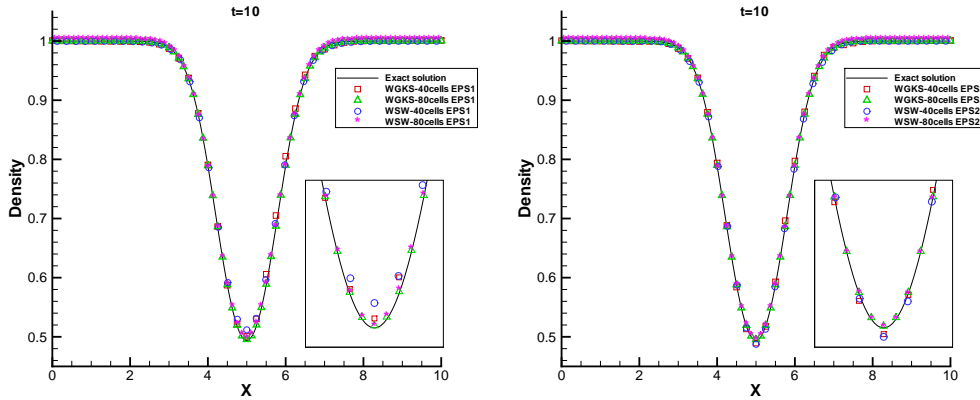 t=10
1
0.9
0.8
0.7
0.6
0.5
Density
0
2
4
6
8
10
X
Exact solution
WGKS-40cells EPS1
WGKS-80cells EPS1
WSW-40cells EPS1
WSW-80cells EPS1
t=10
1
0.9
0.8
0.7
0.6
0.5
Density
0
2
4
6
8
10
X
Exact solution
WGKS-40cells EPS2
WGKS-80cells EPS2
WSW-40cells EPS2
WSW-80cells EPS2